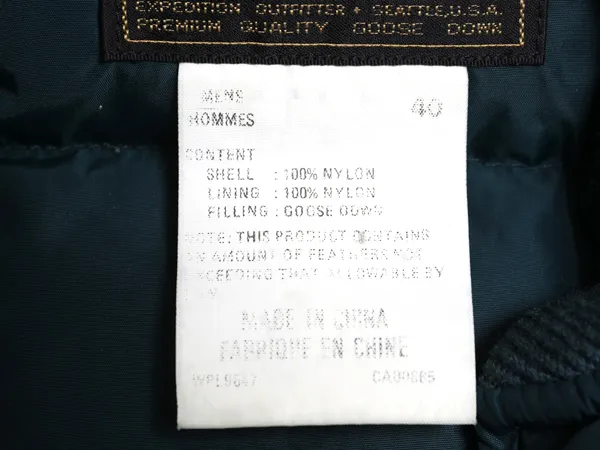 EXPEDITION OUTFITTER + SEATTLE, U.S.A.
PREMIUM QUALITY GOOSE DOWN
MENS 40
HOMMES
CONTENT
SHELL : 100% NYLON
LINING : 100% NYLON
FILLING : GOOSE DOWN
NOTE: THIS PRODUCT CONTAINS
AN AMOUNT OF FEATHERS NOT
EXCEEDING THAT ALLOWABLE BY
MADE IN CHINA
FABRIQUE EN CHINE